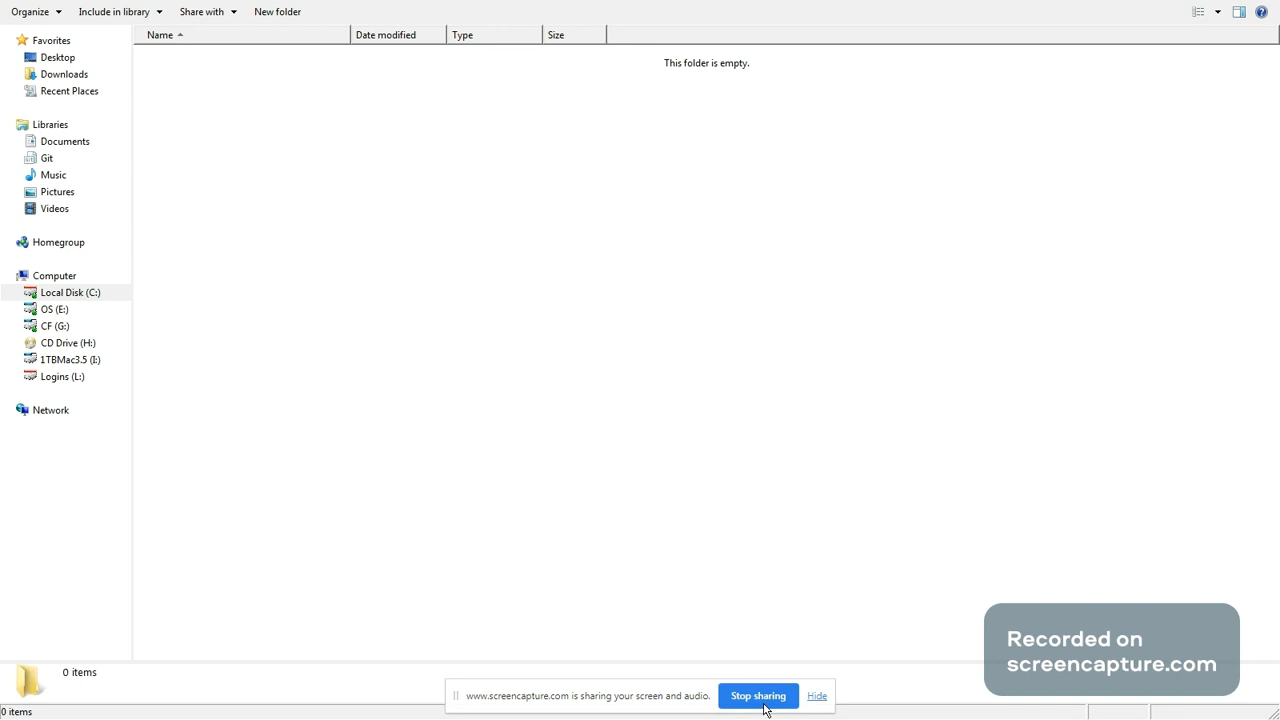 Organize Include in library Share with New folder
Name Date modified Type Size
This folder is empty.
Favorites
Desktop
Downloads
Recent Places
Libraries
Documents
Git
Music
Pictures
Videos
Homegroup
Computer
Local Disk (C:)
OS (E:)
CF (G:)
CD Drive (H:)
1TBMac3.5 (I:)
Logins (L:)
Network
Recorded on
screencapture.com
0 items
www.screencapture.com is sharing your screen and audio. Stop sharing Hide
0 items